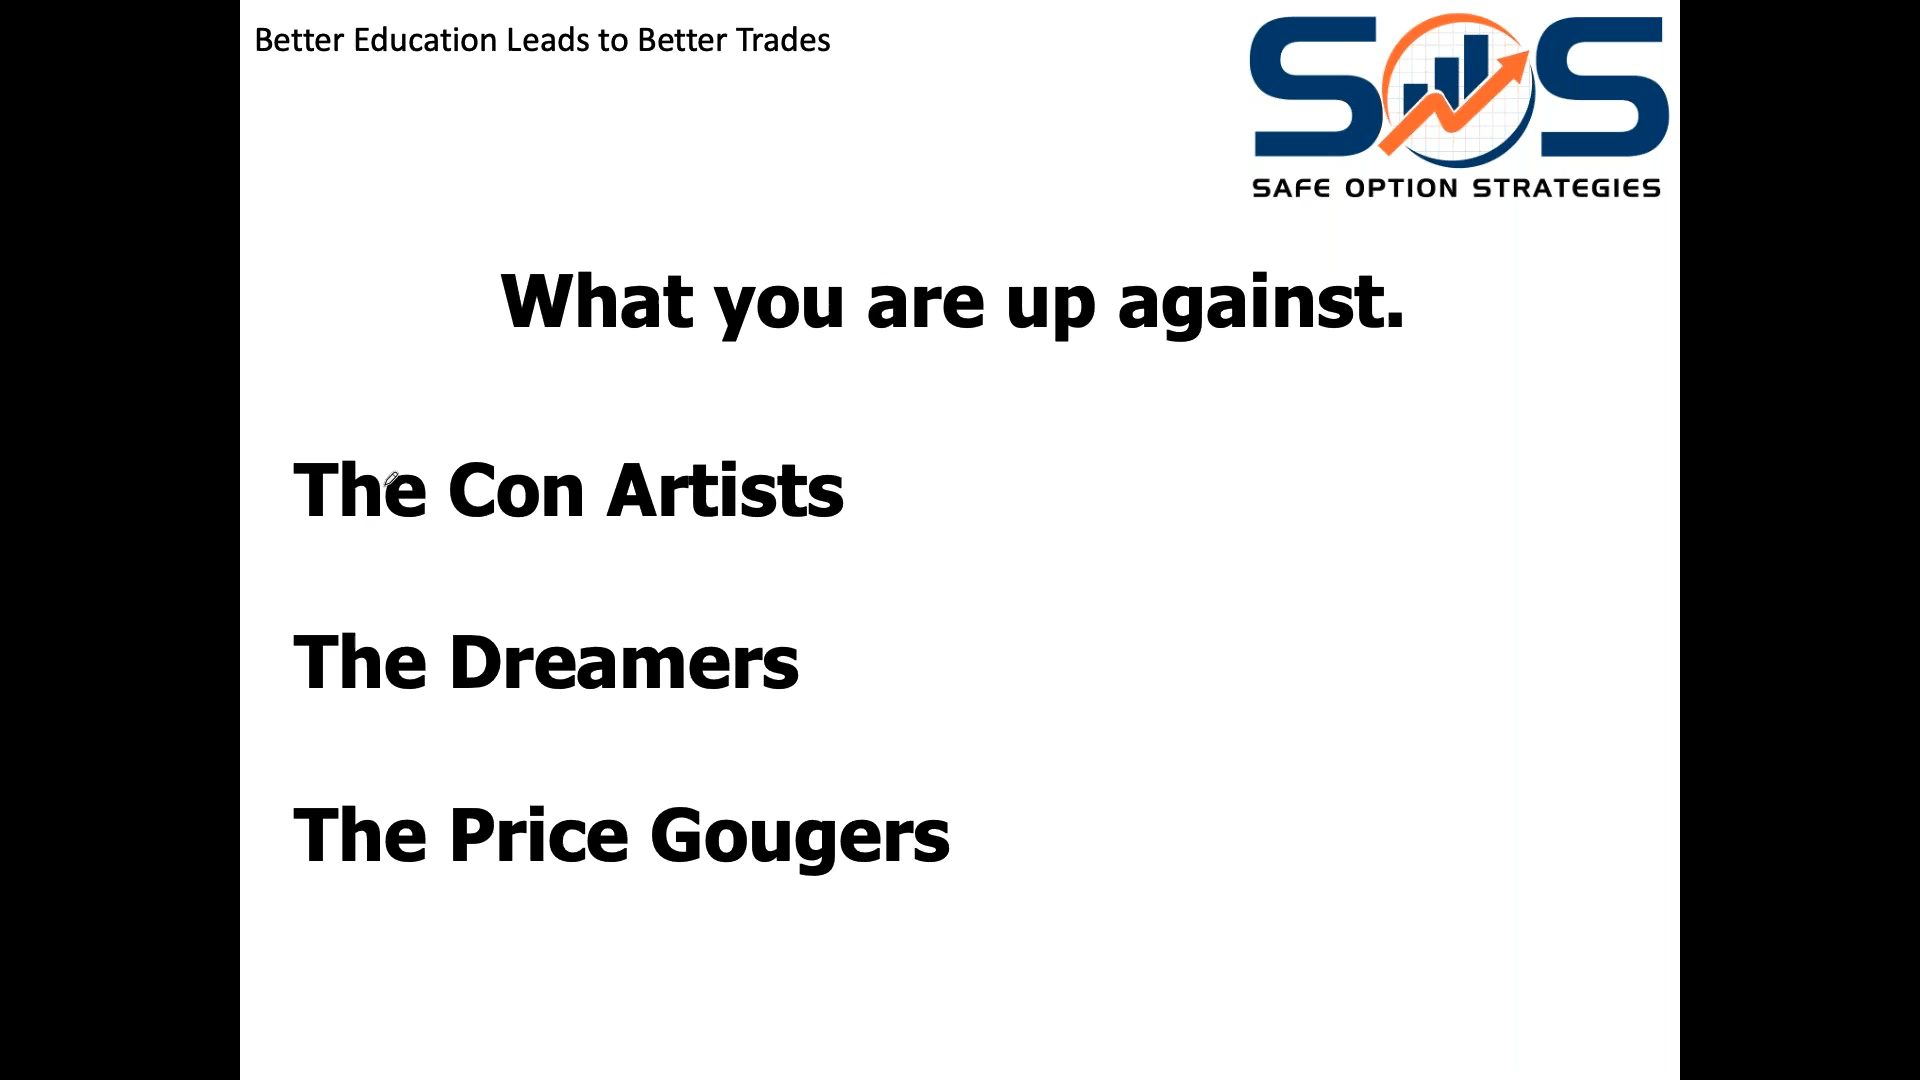 Better Education Leads to Better Trades
SOS
SAFE OPTION STRATEGIES
What you are up against.
The Con Artists
The Dreamers
The Price Gougers